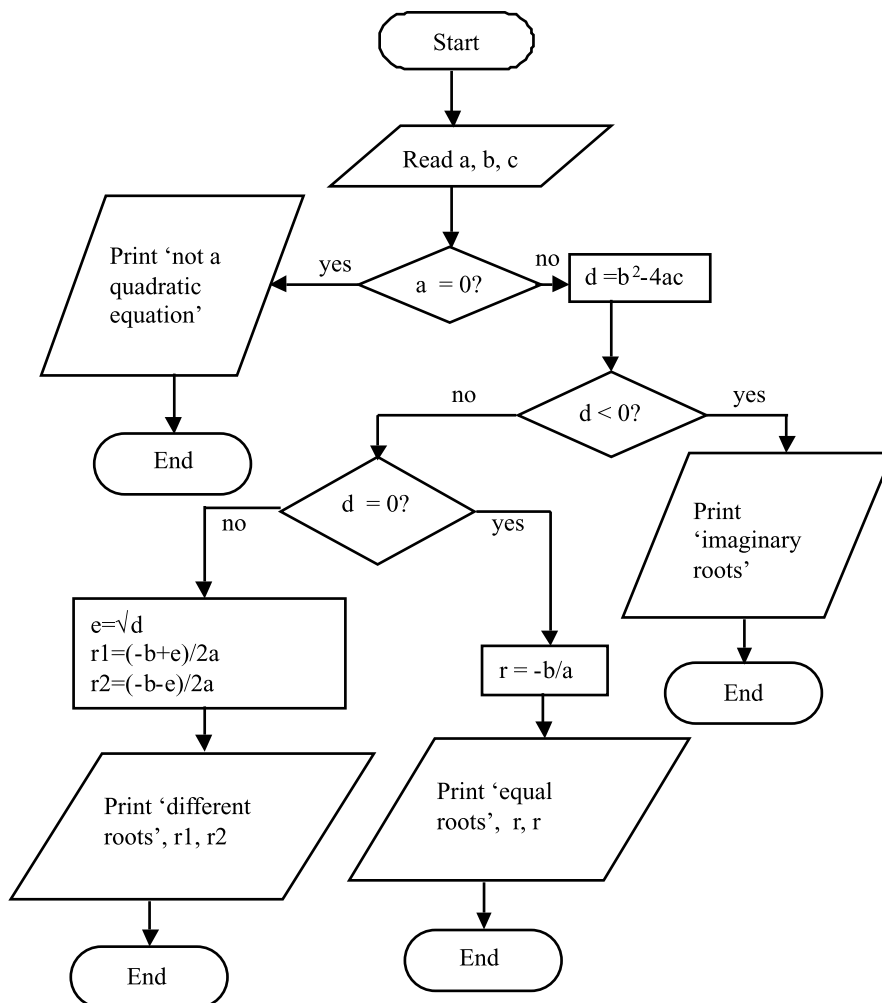 Start
Read a, b, c
a = 0?
yes
no
Print ‘not a
quadratic
equation’
End
d =b²-4ac
d < 0?
no
yes
Print
‘imaginary
roots’
End
d = 0?
no
yes
e=√d
r1=(-b+e)/2a
r2=(-b-e)/2a
r = -b/a
Print ‘different
roots’, r1, r2
Print ‘equal
roots’, r, r
End
End